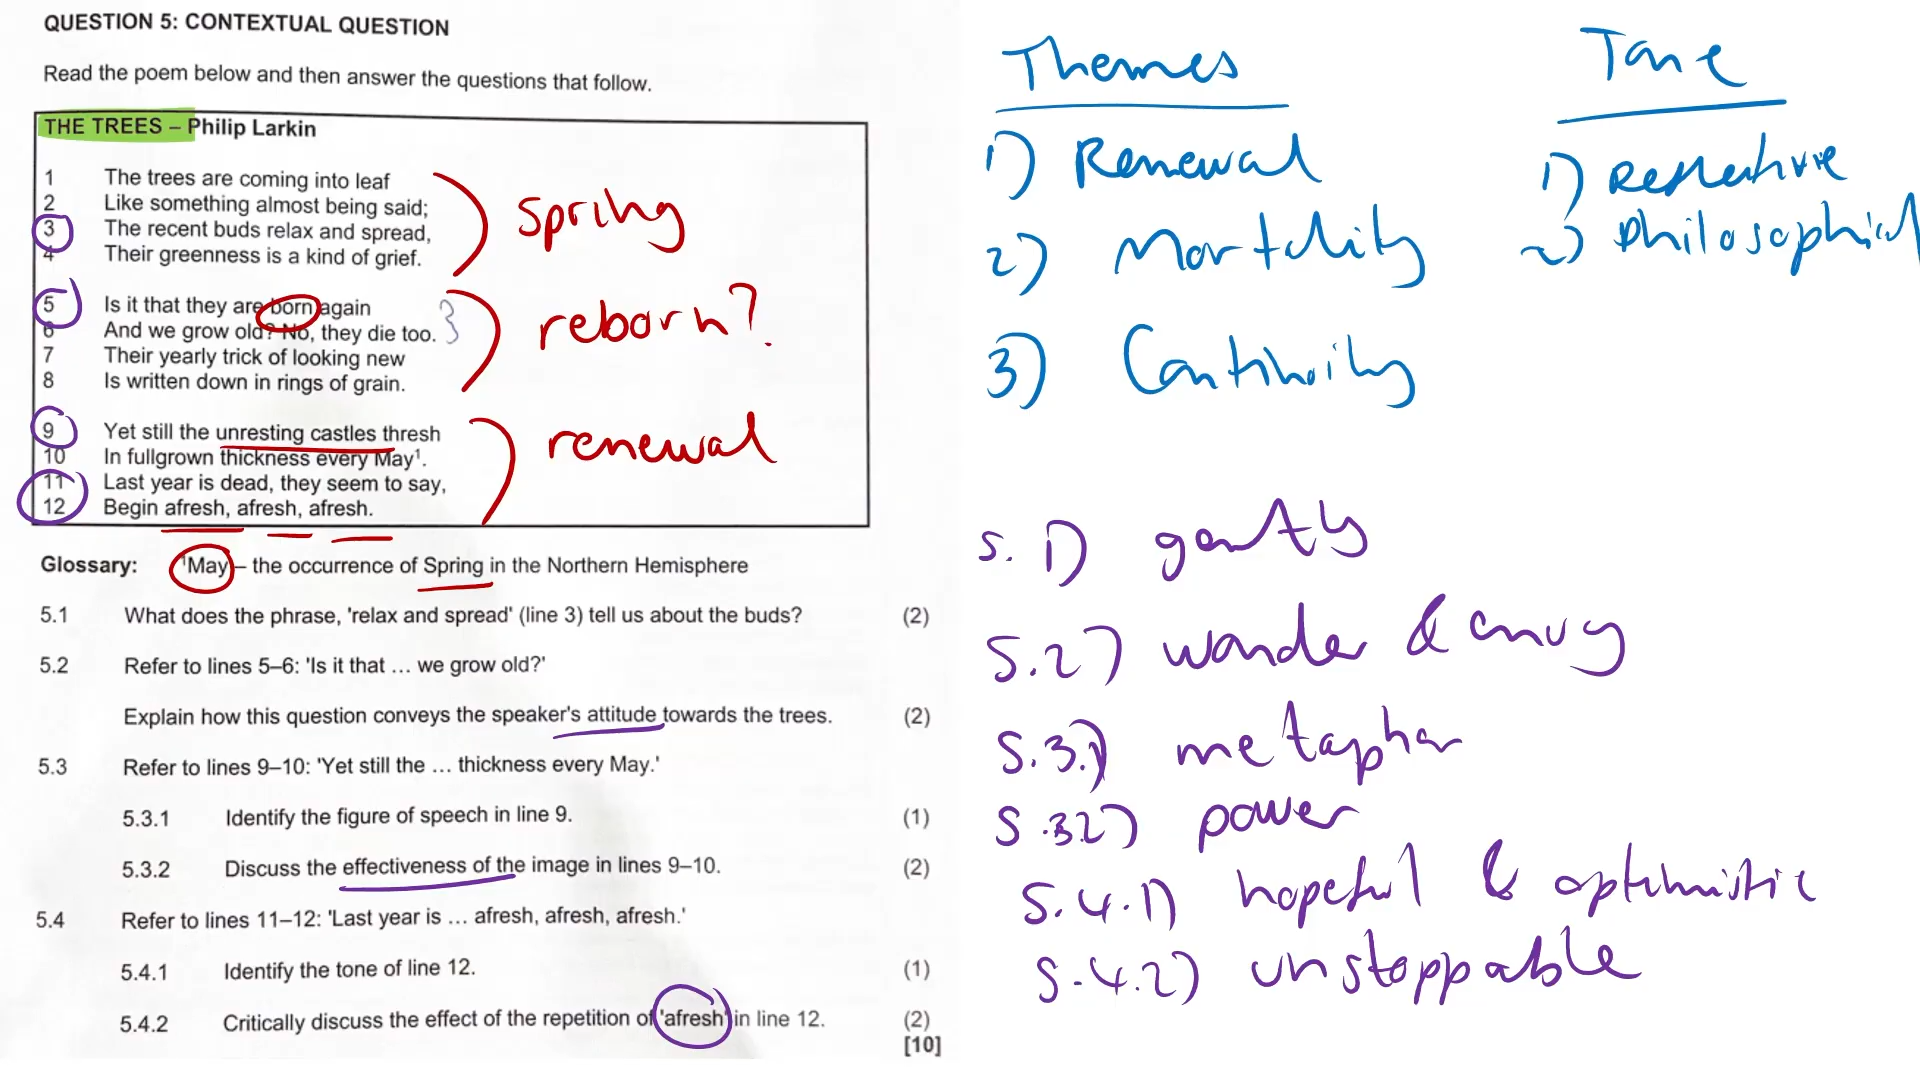 QUESTION 5: CONTEXTUAL QUESTION
Read the poem below and then answer the questions that follow.
THE TREES – Philip Larkin
1 The trees are coming into leaf
2 Like something almost being said;
3 The recent buds relax and spread,
4 Their greenness is a kind of grief.
spring
5 Is it that they are born again
6 And we grow old? No, they die too.
7 Their yearly trick of looking new
8 Is written down in rings of grain.
reborn?
9 Yet still the unresting castles thresh
10 In fullgrown thickness every May¹.
11 Last year is dead, they seem to say,
12 Begin afresh, afresh, afresh.
renewal
Glossary: ¹May – the occurrence of Spring in the Northern Hemisphere
5.1 What does the phrase, 'relax and spread' (line 3) tell us about the buds? (2)
5.2 Refer to lines 5–6: 'Is it that ... we grow old?'
Explain how this question conveys the speaker's attitude towards the trees. (2)
5.3 Refer to lines 9–10: 'Yet still the ... thickness every May.'
5.3.1 Identify the figure of speech in line 9. (1)
5.3.2 Discuss the effectiveness of the image in lines 9–10. (2)
5.4 Refer to lines 11–12: 'Last year is ... afresh, afresh, afresh.'
5.4.1 Identify the tone of line 12. (1)
5.4.2 Critically discuss the effect of the repetition of 'afresh' in line 12. (2)
[10]
Themes
1) Renewal
2) Mortality
3) Continuity
Tone
1) Reflective
2) Philosophical
5.1) gently
5.2) wonder & envy
5.3.1) metaphor
5.3.2) power
5.4.1) hopeful & optimistic
5.4.2) unstoppable